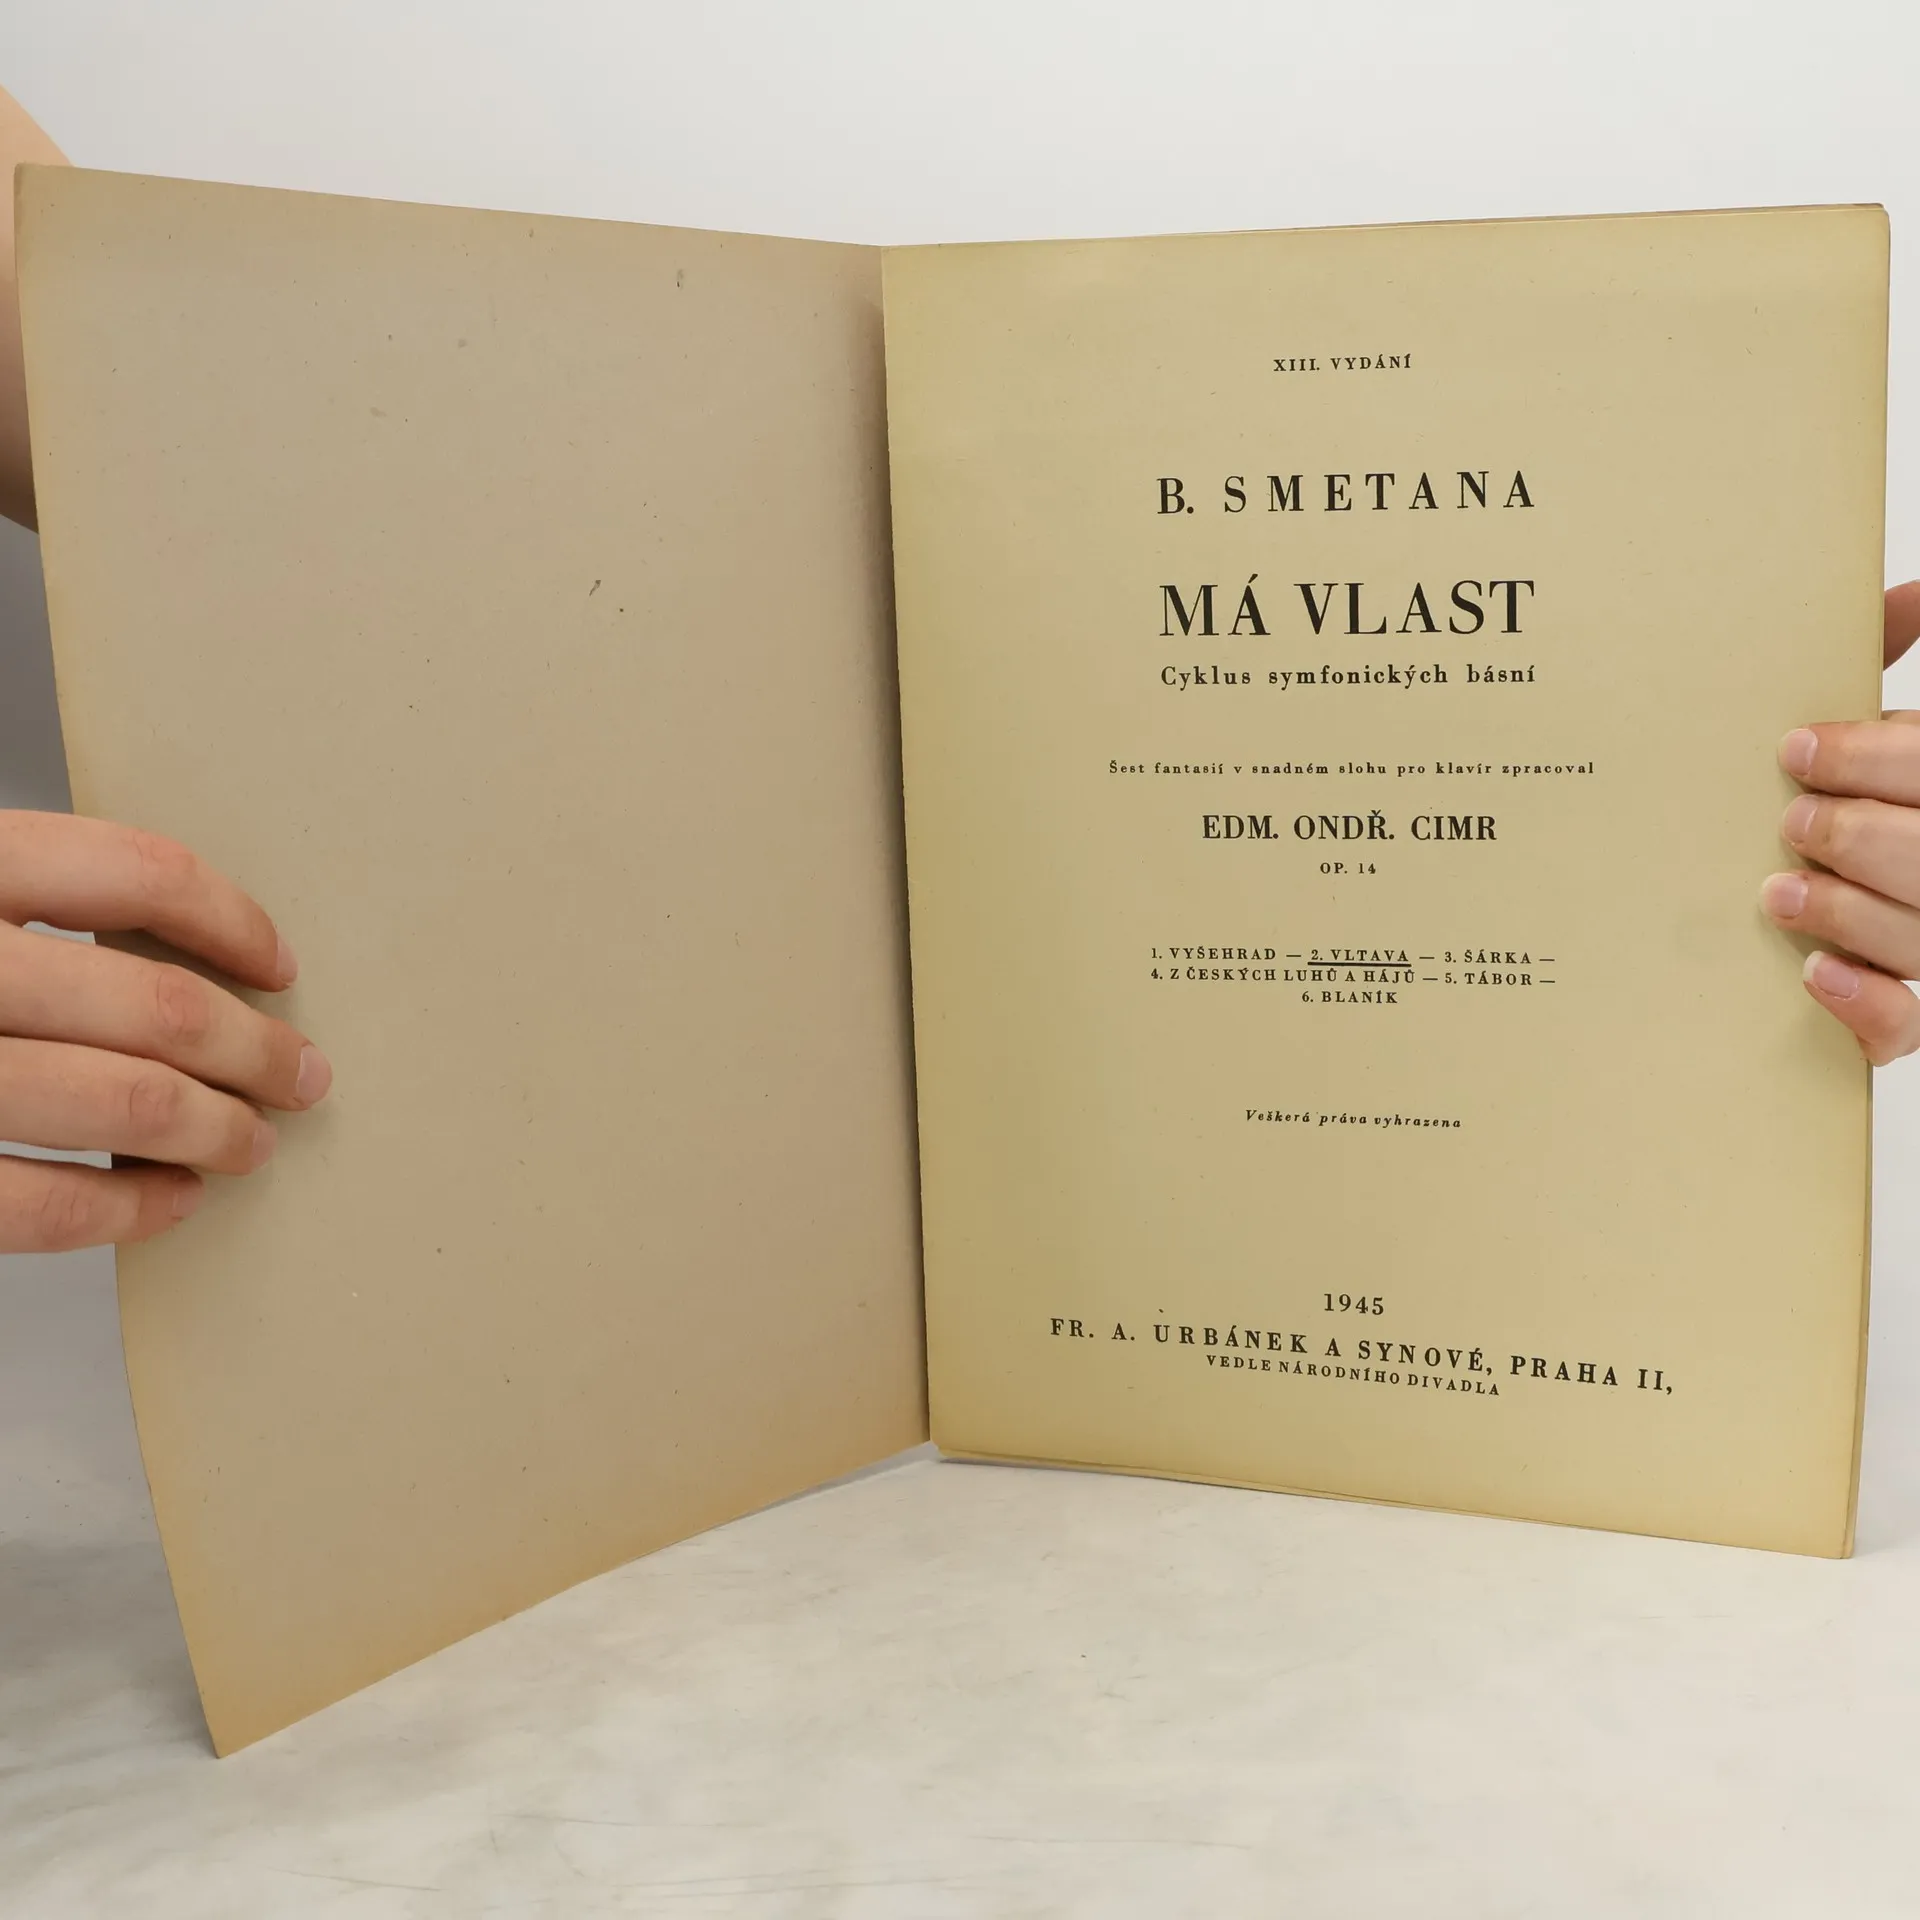 XIII. VYDÁNÍ
B. SMETANA
MÁ VLAST
Cyklus symfonických básní
Šest fantasií v snadném slohu pro klavír zpracoval
EDM. ONDŘ. CIMR
OP. 14
1. VYŠEHRAD — 2. VLTAVA — 3. ŠÁRKA —
4. Z ČESKÝCH LUHŮ A HÁJŮ — 5. TÁBOR —
6. BLANÍK
Veškerá práva vyhrazena
1945
FR. A. URBÁNEK A SYNOVÉ, PRAHA II,
VEDLE NÁRODNÍHO DIVADLA